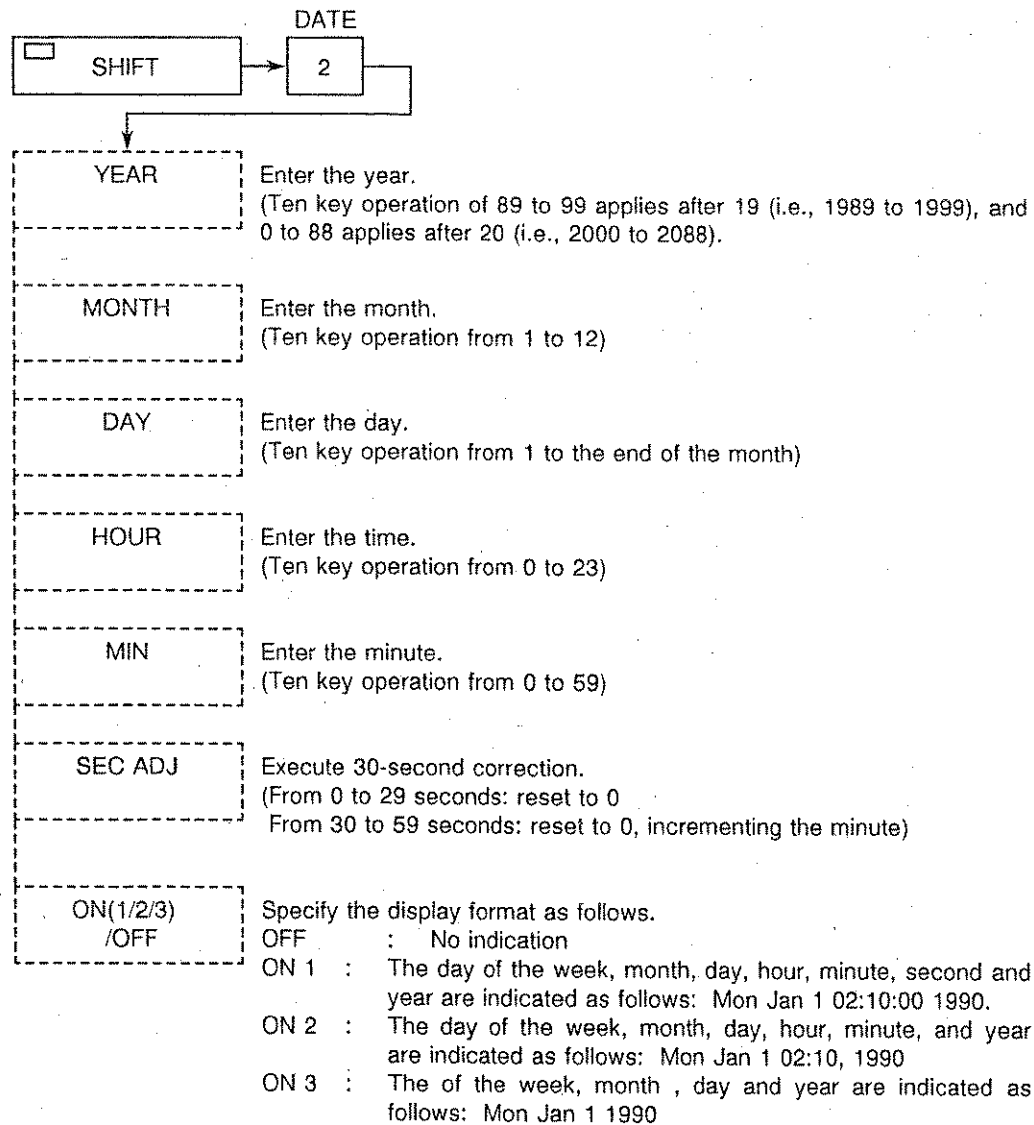 DATE
SHIFT
2
YEAR
Enter the year.
(Ten key operation of 89 to 99 applies after 19 (i.e., 1989 to 1999), and
0 to 88 applies after 20 (i.e., 2000 to 2088).
MONTH
Enter the month.
(Ten key operation from 1 to 12)
DAY
Enter the day.
(Ten key operation from 1 to the end of the month)
HOUR
Enter the time.
(Ten key operation from 0 to 23)
MIN
Enter the minute.
(Ten key operation from 0 to 59)
SEC ADJ
Execute 30-second correction.
(From 0 to 29 seconds: reset to 0
From 30 to 59 seconds: reset to 0, incrementing the minute)
ON(1/2/3)
/OFF
Specify the display format as follows.
OFF : No indication
ON 1 : The day of the week, month, day, hour, minute, second and
year are indicated as follows: Mon Jan 1 02:10:00 1990.
ON 2 : The day of the week, month, day, hour, minute, and year
are indicated as follows: Mon Jan 1 02:10, 1990
ON 3 : The of the week, month , day and year are indicated as
follows: Mon Jan 1 1990